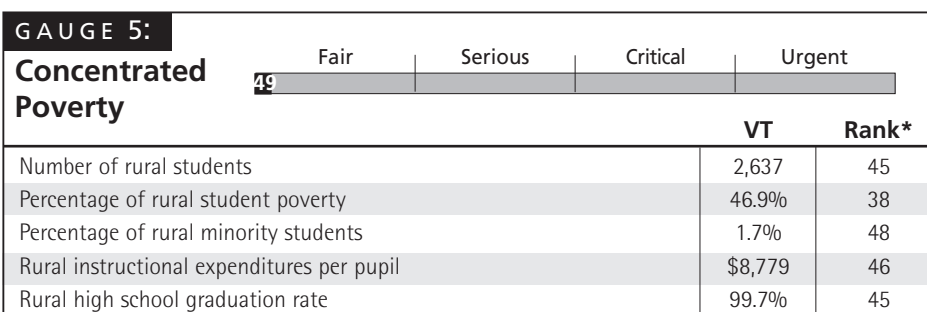 GAUGE 5:
Concentrated
Poverty
Fair Serious Critical Urgent
49
VT Rank*
Number of rural students 2,637 45
Percentage of rural student poverty 46.9% 38
Percentage of rural minority students 1.7% 48
Rural instructional expenditures per pupil $8,779 46
Rural high school graduation rate 99.7% 45